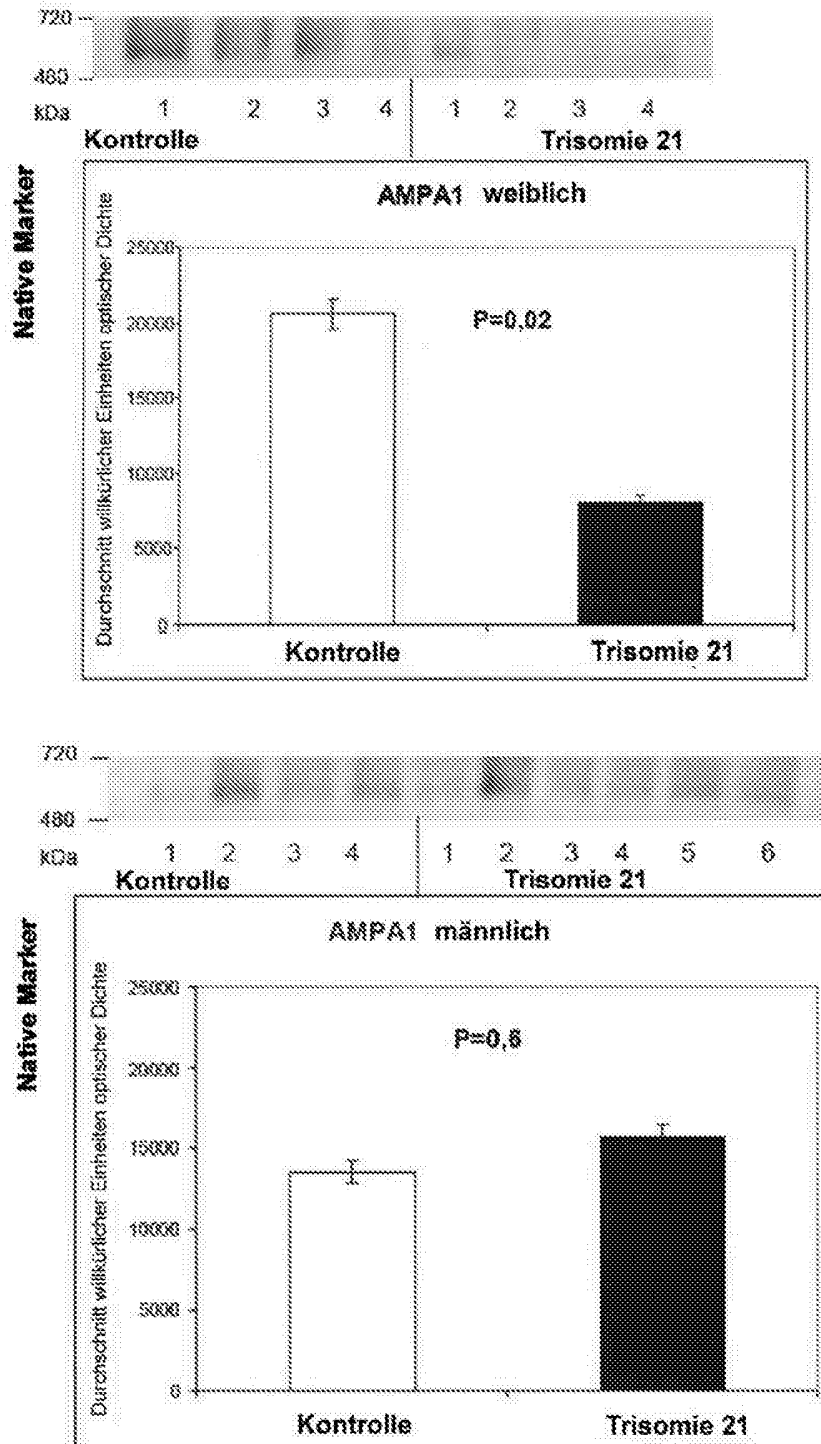 720
480
kDa
1 2 3 4 1 2 3 4
Kontrolle Trisomie 21
Native Marker
AMPA1 weiblich
Durchschnitt willkürlicher Einheiten optischer Dichte
25000
20000
15000
10000
5000
0
P=0,02
Kontrolle Trisomie 21
720
480
kDa
1 2 3 4 1 2 3 4 5 6
Kontrolle Trisomie 21
Native Marker
AMPA1 männlich
Durchschnitt willkürlicher Einheiten optischer Dichte
25000
20000
15000
10000
5000
0
P=0,6
Kontrolle Trisomie 21